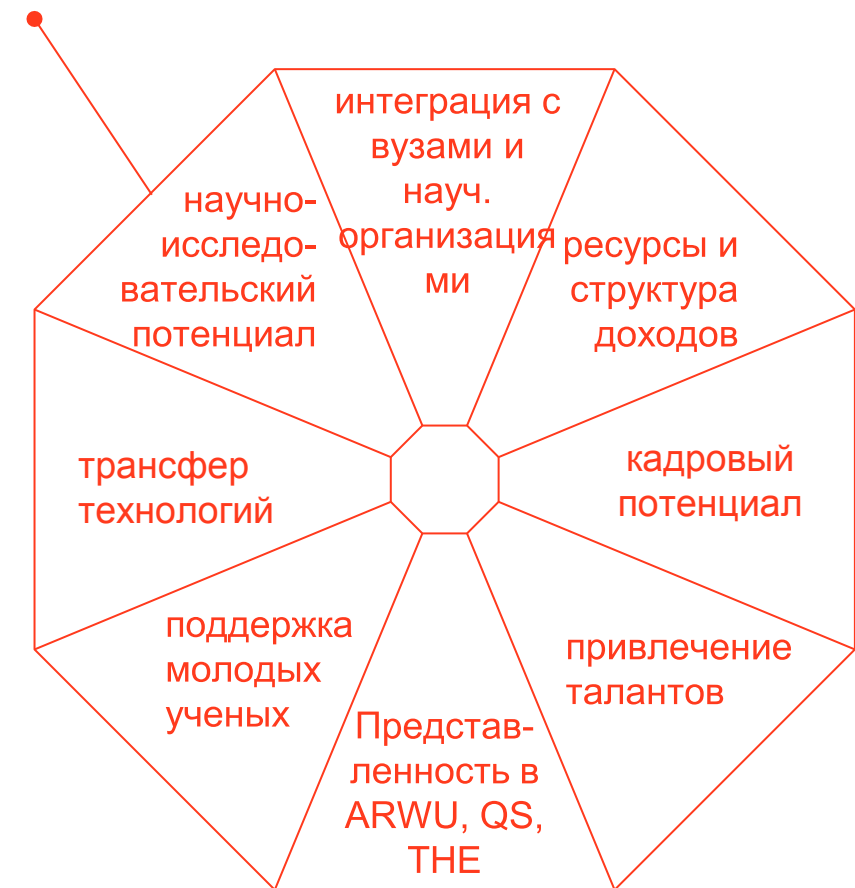 интеграция с
вузами и
науч.
организация
ми
научно-
исследо-
вательский
потенциал
ресурсы и
структура
доходов
трансфер
технологий
кадровый
потенциал
поддержка
молодых
ученых
привлечение
талантов
Представ-
ленность в
ARWU, QS,
THE